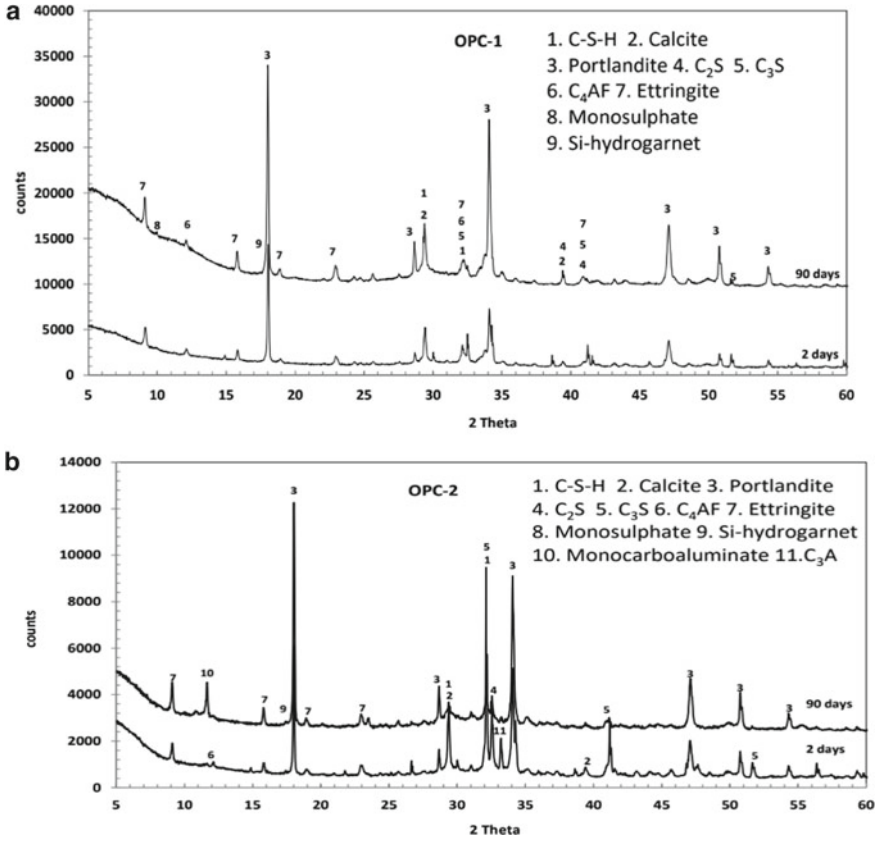 a
40000
OPC-1
1. C-S-H 2. Calcite
3. Portlandite 4. C₂S 5. C₃S
6. C₄AF 7. Ettringite
8. Monosulphate
9. Si-hydrogarnet
35000
30000
25000
20000
15000
10000
5000
0
counts
7
8
6
7
9
3
7
7
3
1
2
7
6
5
1
3
4
2
7
5
4
3
3
5
3
90 days
2 days
5 10 15 20 25 30 35 40 45 50 55 60
2 Theta
b
14000
OPC-2
1. C-S-H 2. Calcite 3. Portlandite
4. C₂S 5. C₃S 6. C₄AF 7. Ettringite
8. Monosulphate 9. Si-hydrogarnet
10. Monocarboaluminate 11.C₃A
12000
10000
8000
6000
4000
2000
0
counts
7
10
6
7
9
3
7
7
3
1
2
5
1
4
11
3
2
5
3
3
5
3
90 days
2 days
5 10 15 20 25 30 35 40 45 50 55 60
2 Theta